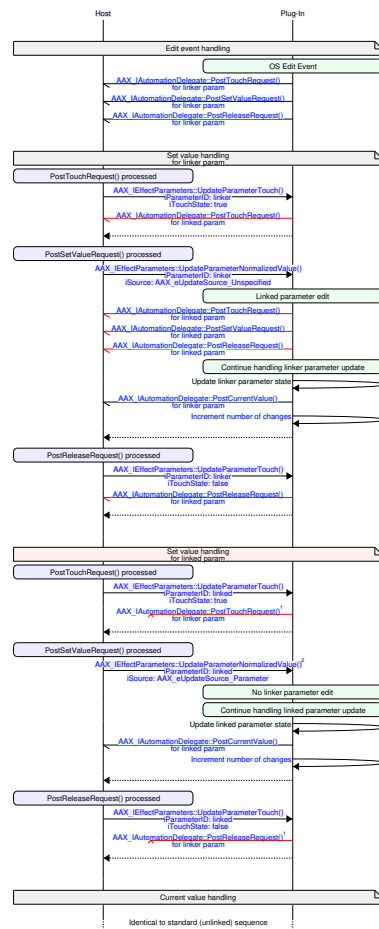 Host Plug-In
Edit event handling
OS Edit Event
AAX_IAutomationDelegate::PostTouchRequest()
for linker param
AAX_IAutomationDelegate::PostSetValueRequest()
for linker param
AAX_IAutomationDelegate::PostReleaseRequest()
for linker param
Set value handling
for linker param
PostTouchRequest() processed
AAX_IEffectParameters::UpdateParameterTouch()
iParameterID: linker
iTouchState: true
AAX_IAutomationDelegate::PostTouchRequest()
for linked param
PostSetValueRequest() processed
AAX_IEffectParameters::UpdateParameterNormalizedValue()
iParameterID: linker
iSource: AAX_eUpdateSource_Unspecified
Linked parameter edit
AAX_IAutomationDelegate::PostTouchRequest()
for linked param
AAX_IAutomationDelegate::PostSetValueRequest()
for linked param
AAX_IAutomationDelegate::PostReleaseRequest()
for linked param
Continue handling linker parameter update
Update linker parameter state
AAX_IAutomationDelegate::PostCurrentValue()
for linker param
Increment number of changes
PostReleaseRequest() processed
AAX_IEffectParameters::UpdateParameterTouch()
iParameterID: linker
iTouchState: false
AAX_IAutomationDelegate::PostReleaseRequest()
for linked param
Set value handling
for linked param
PostTouchRequest() processed
AAX_IEffectParameters::UpdateParameterTouch()
iParameterID: linked
iTouchState: true
AAX_IAutomationDelegate::PostTouchRequest()¹
for linker param
PostSetValueRequest() processed
AAX_IEffectParameters::UpdateParameterNormalizedValue()²
iParameterID: linked
iSource: AAX_eUpdateSource_Parameter
No linker parameter edit
Continue handling linked parameter update
Update linked parameter state
AAX_IAutomationDelegate::PostCurrentValue()
for linked param
Increment number of changes
PostReleaseRequest() processed
AAX_IEffectParameters::UpdateParameterTouch()
iParameterID: linked
iTouchState: false
AAX_IAutomationDelegate::PostReleaseRequest()¹
for linker param
Current value handling
Identical to standard (unlinked) sequence